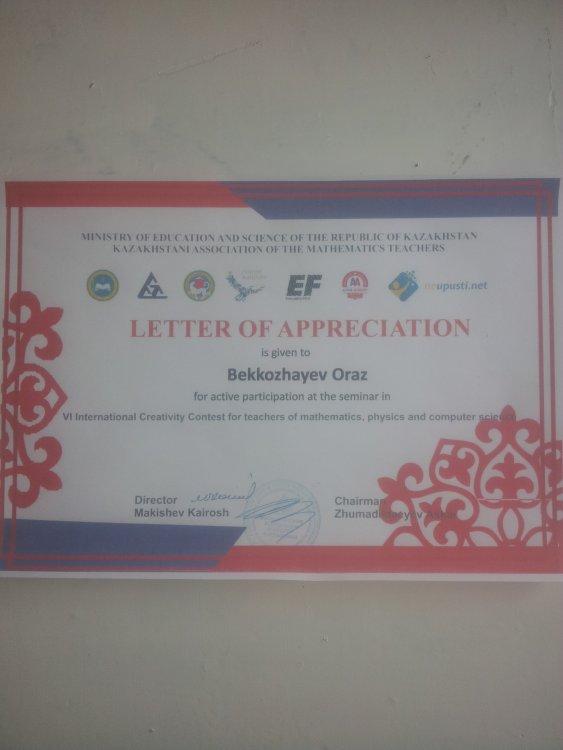 MINISTRY OF EDUCATION AND SCIENCE OF THE REPUBLIC OF KAZAKHSTAN
KAZAKHSTANI ASSOCIATION OF THE MATHEMATICS TEACHERS
EF
neupusti.net
LETTER OF APPRECIATION
is given to
Bekkozhayev Oraz
for active participation at the seminar in
VI International Creativity Contest for teachers of mathematics, physics and computer science
Director
Makishev Kairosh
Chairman